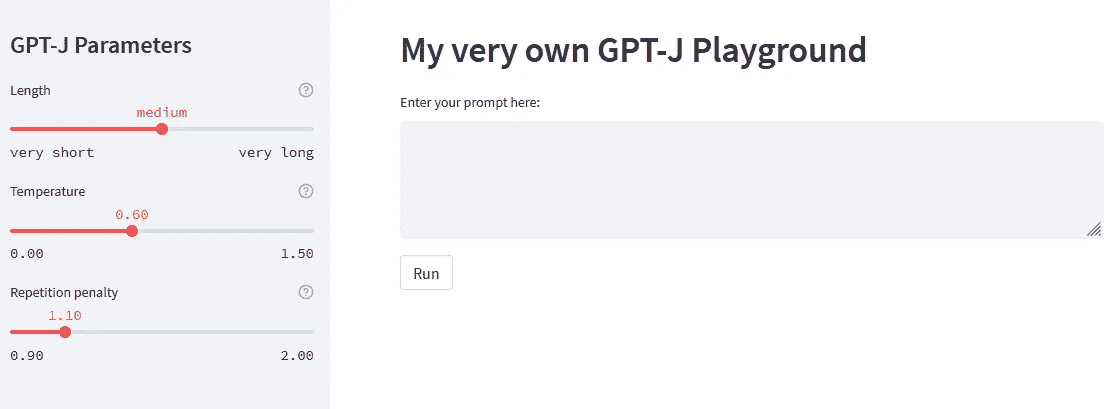 GPT-J Parameters
Length
medium
very short very long
Temperature
0.60
0.00 1.50
Repetition penalty
1.10
0.90 2.00
My very own GPT-J Playground
Enter your prompt here:
Run